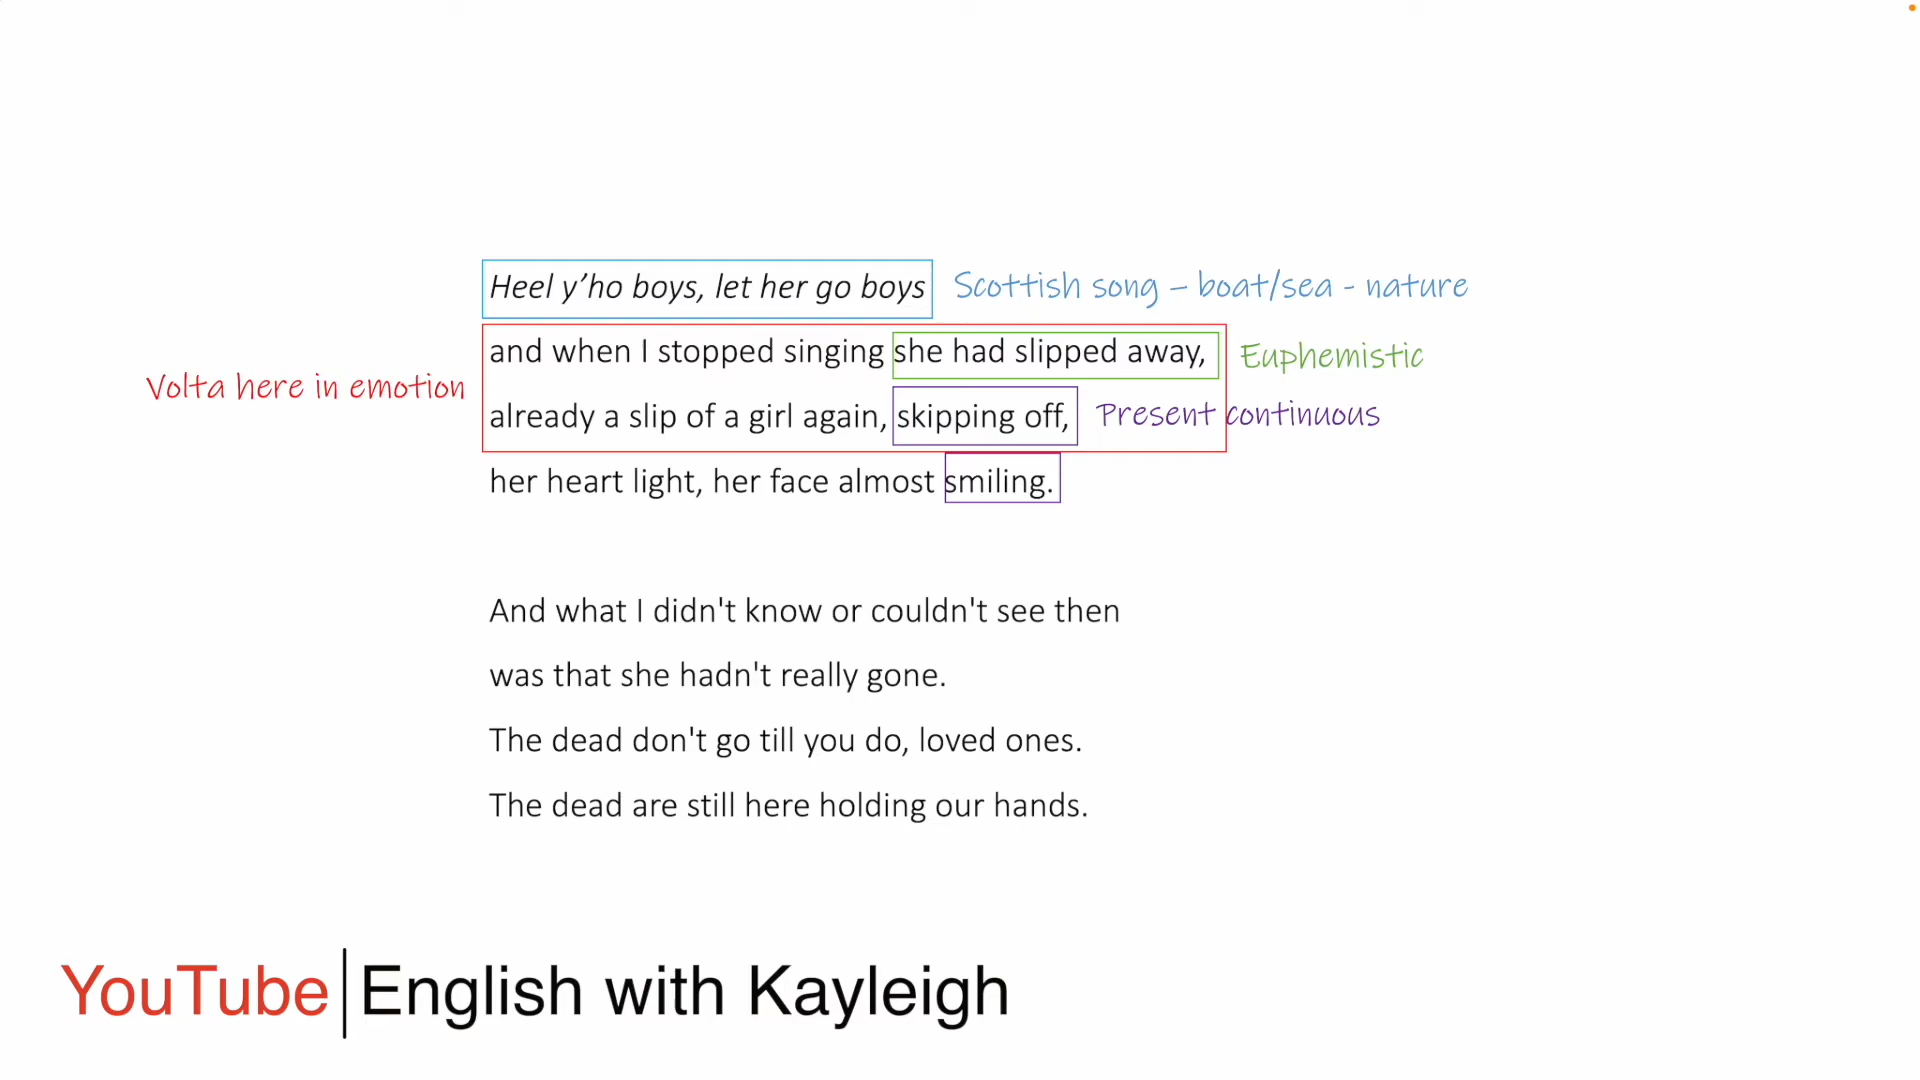 Heel y’ho boys, let her go boys Scottish song – boat/sea - nature
and when I stopped singing she had slipped away, Euphemistic
Volta here in emotion
already a slip of a girl again, skipping off, Present continuous
her heart light, her face almost smiling.
And what I didn't know or couldn't see then
was that she hadn't really gone.
The dead don't go till you do, loved ones.
The dead are still here holding our hands.
YouTube|English with Kayleigh